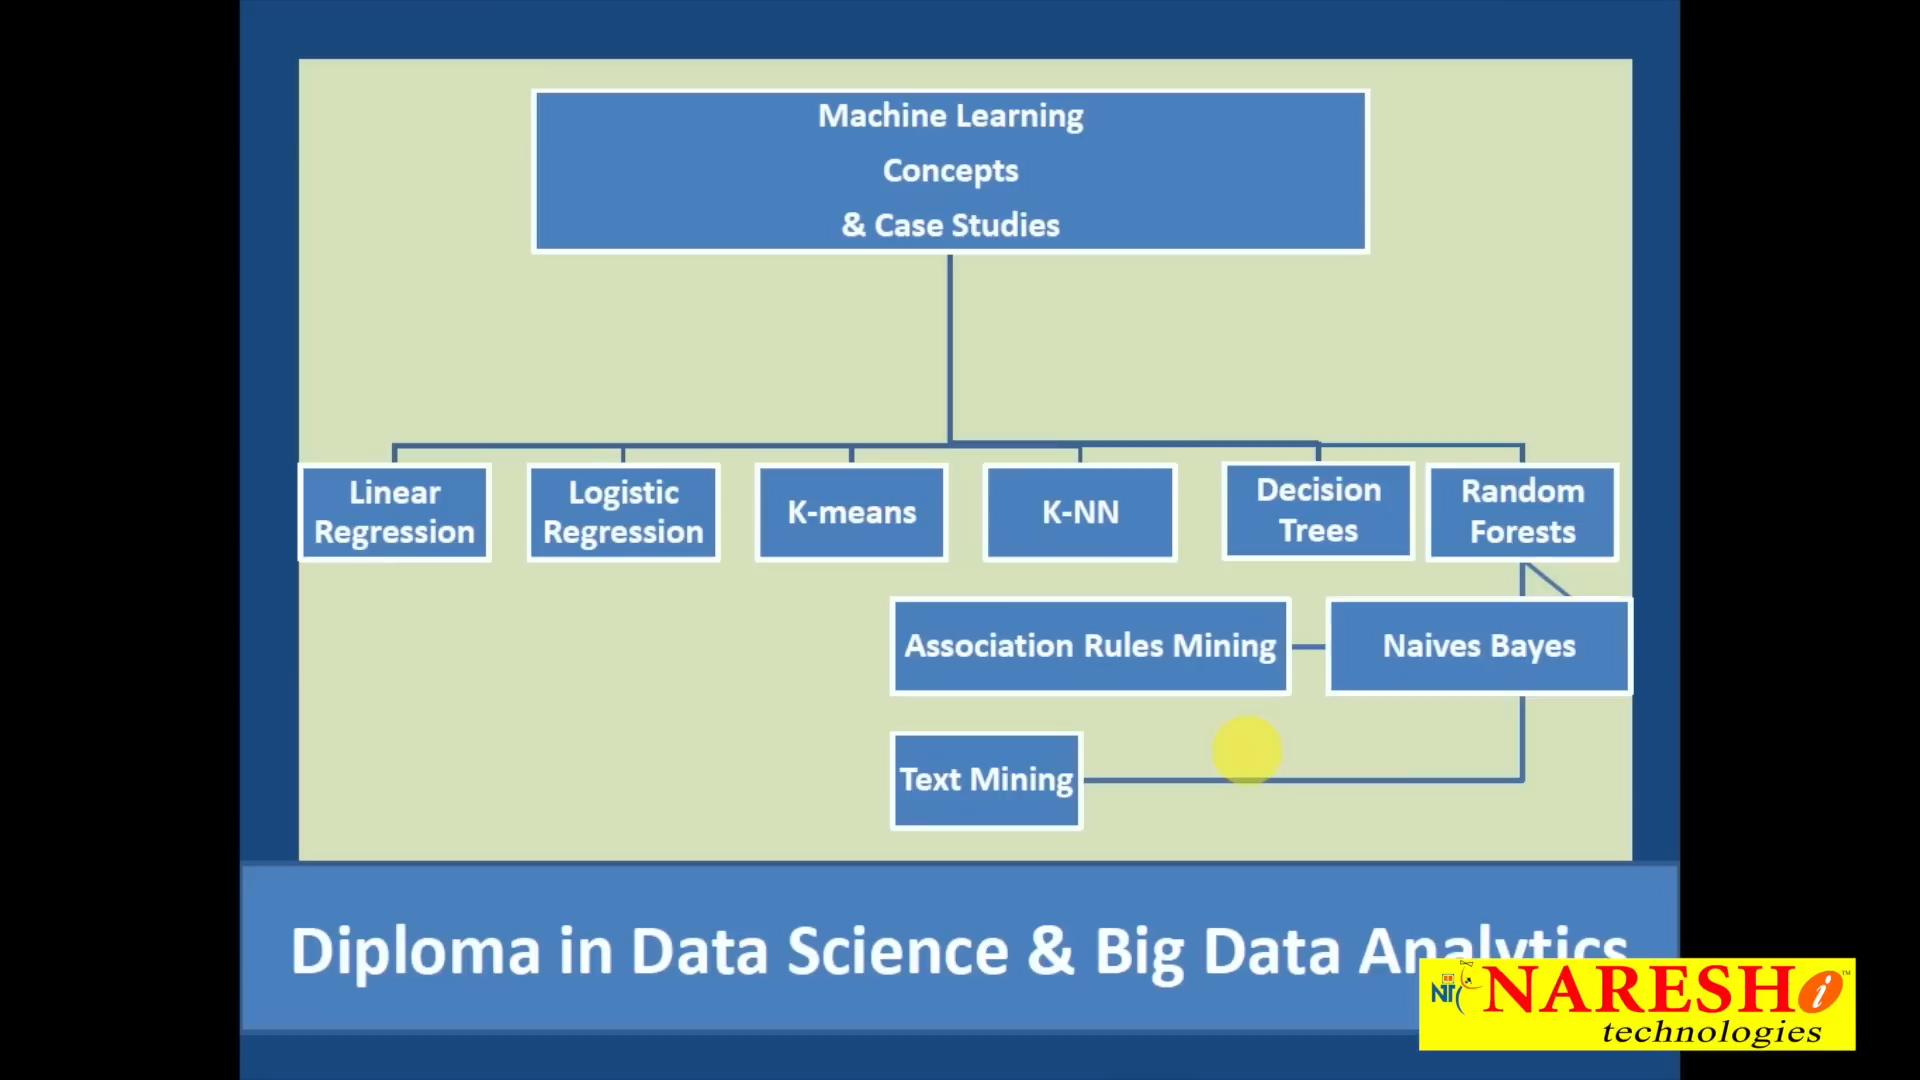 Machine Learning
Concepts
& Case Studies
Linear
Regression
Logistic
Regression
K-means
K-NN
Decision
Trees
Random
Forests
Association Rules Mining
Naives Bayes
Text Mining
Diploma in Data Science & Big Data Analytics
NT
NARESH i
technologies